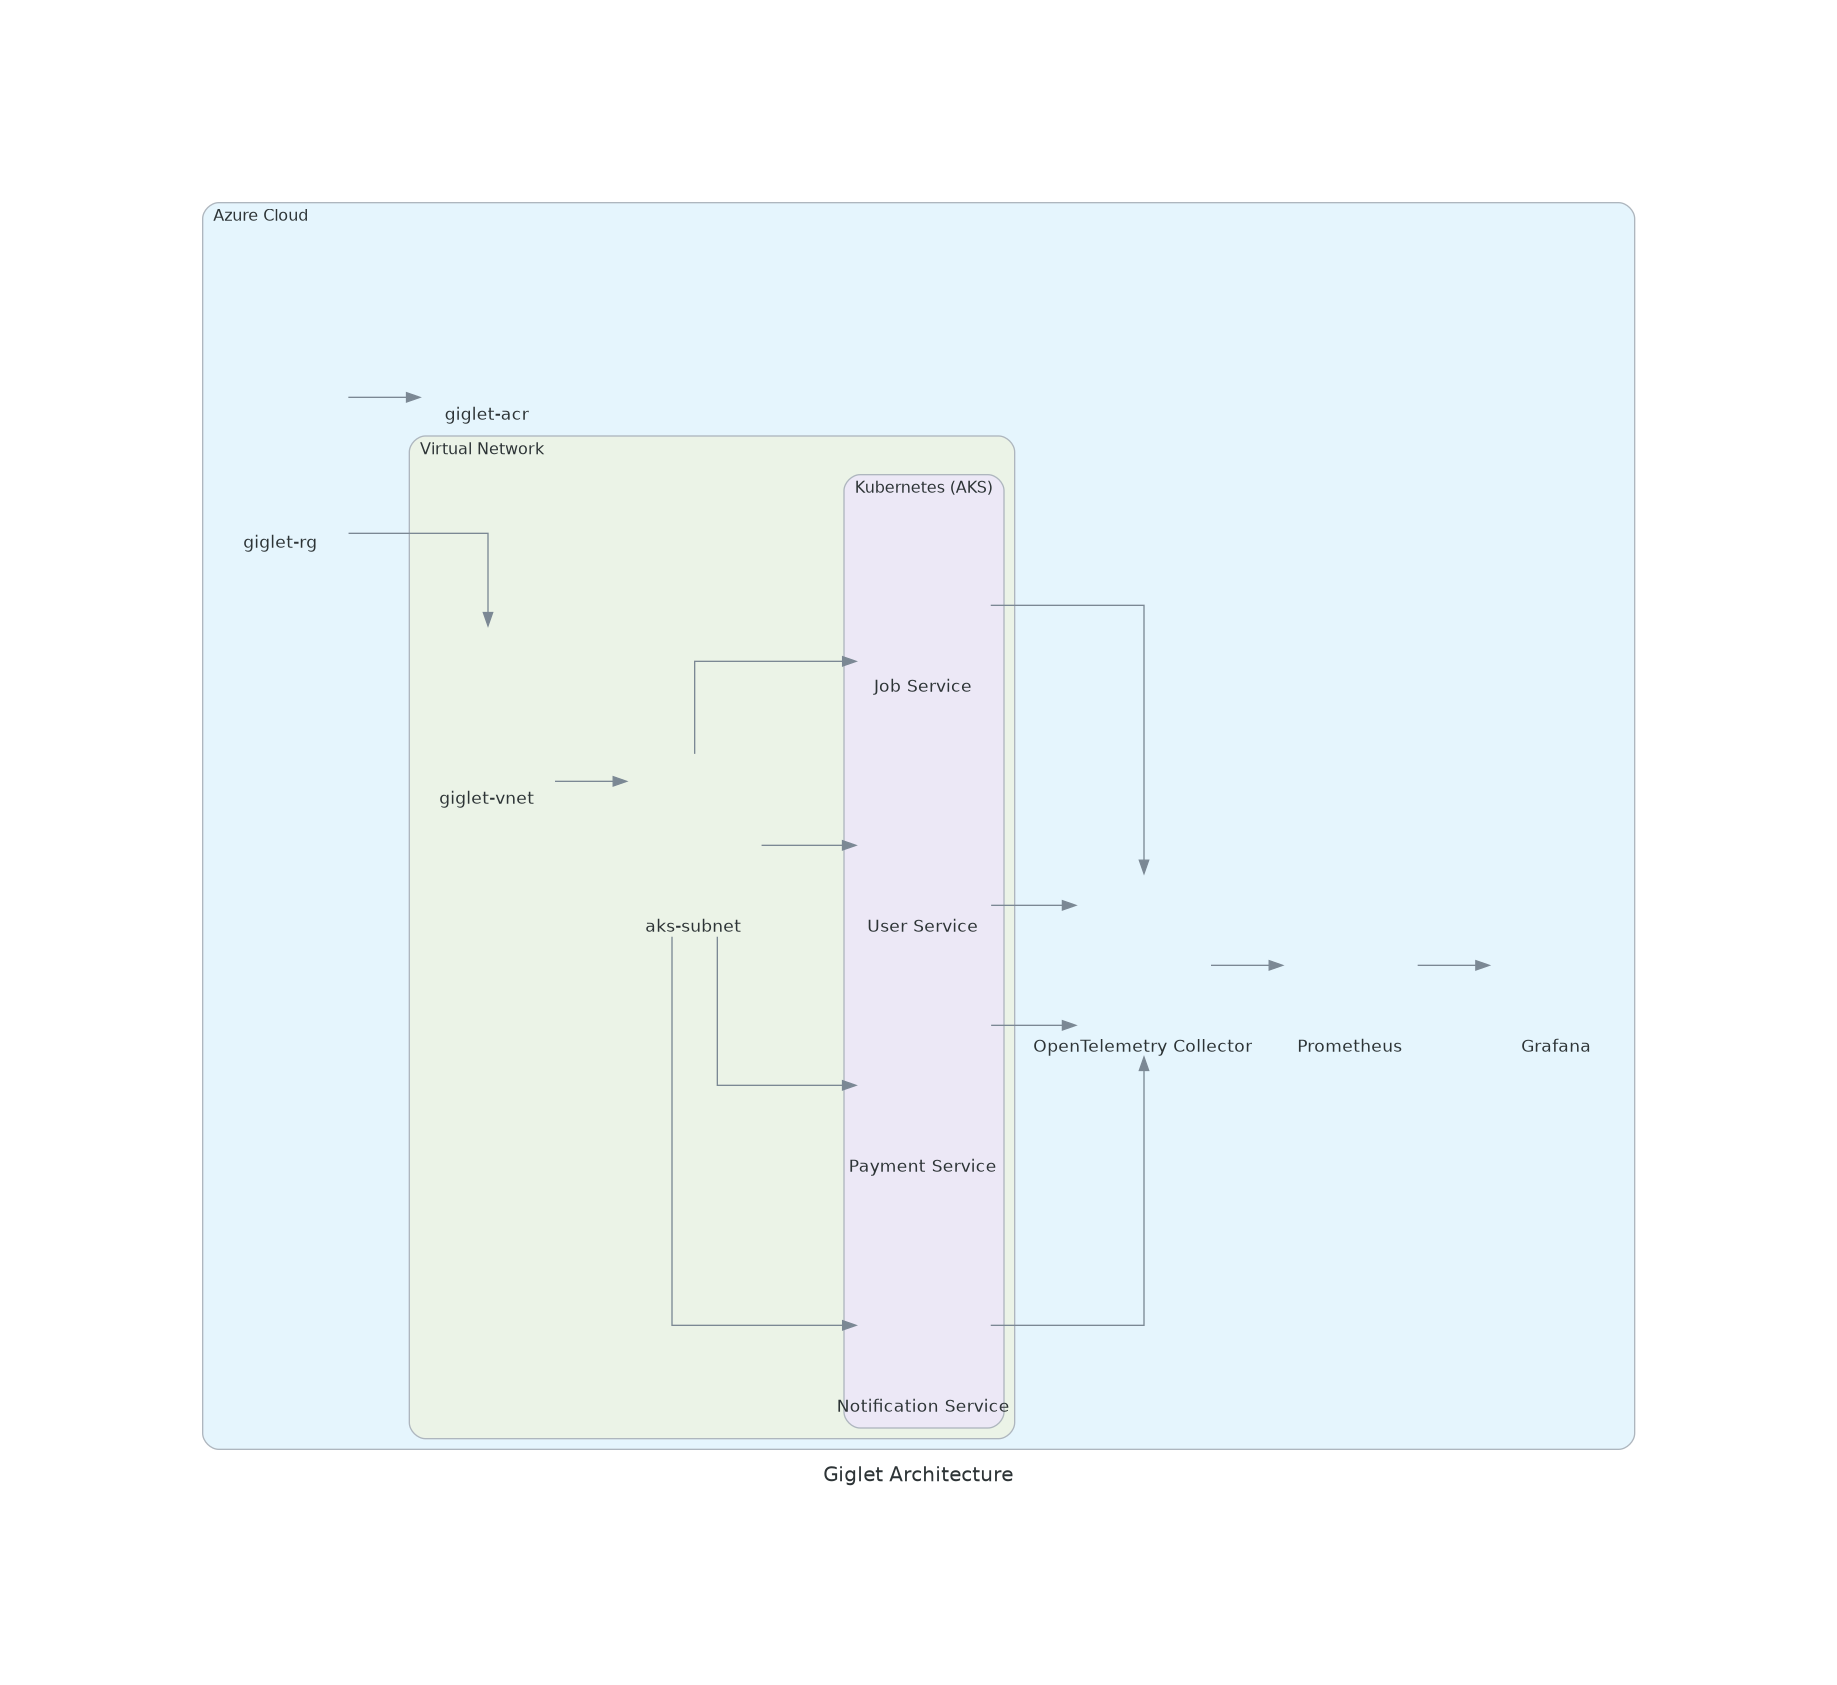 Azure Cloud
giglet-acr
Virtual Network
Kubernetes (AKS)
giglet-rg
Job Service
giglet-vnet
aks-subnet
User Service
OpenTelemetry Collector
Prometheus
Grafana
Payment Service
Notification Service
Giglet Architecture